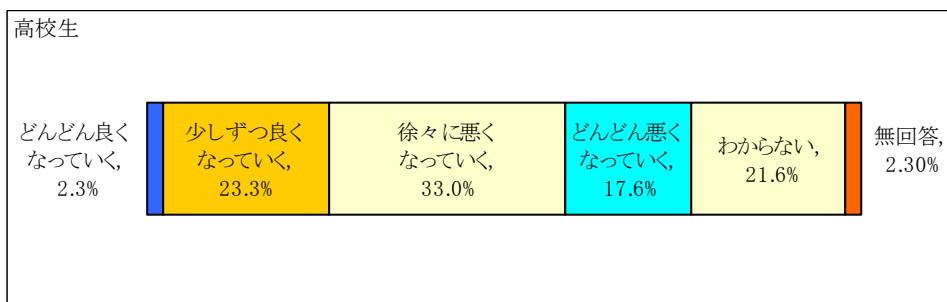 高校生
どんどん良く
なっていく,
2.3%
少しずつ良く
なっていく,
23.3%
徐々に悪く
なっていく,
33.0%
どんどん悪く
なっていく,
17.6%
わからない,
21.6%
無回答,
2.30%